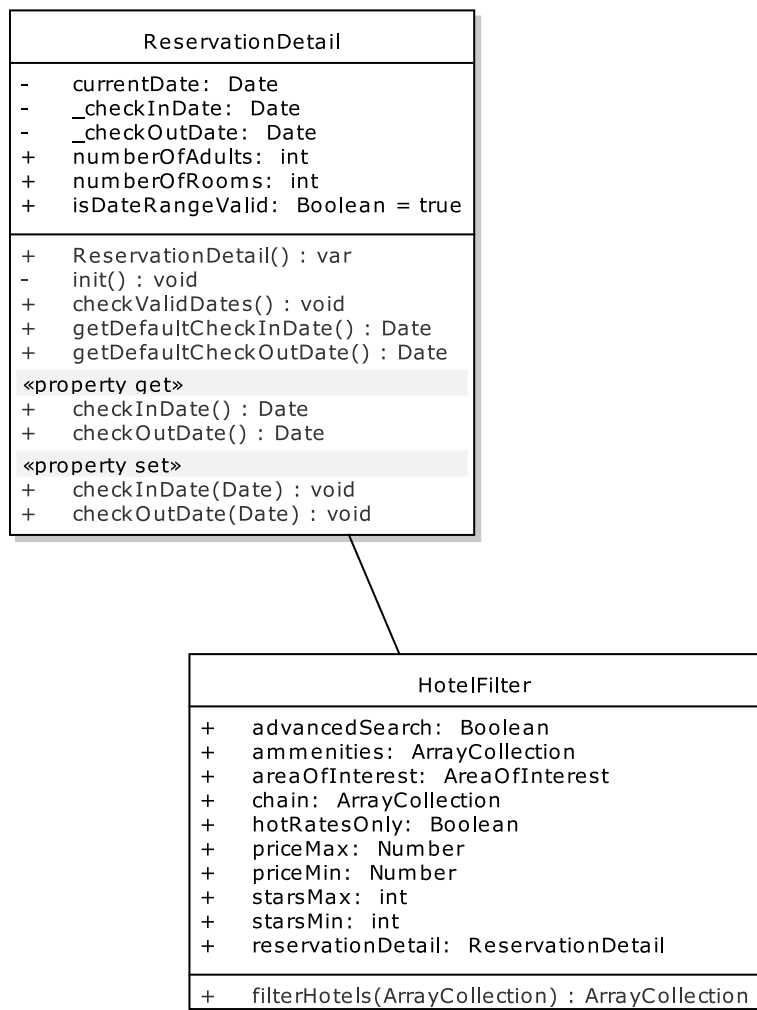 ReservationDetail
- currentDate: Date
- _checkInDate: Date
- _checkOutDate: Date
+ numberOfAdults: int
+ numberOfRooms: int
+ isDateRangeValid: Boolean = true
+ ReservationDetail() : var
- init() : void
+ checkValidDates() : void
+ getDefaultCheckInDate() : Date
+ getDefaultCheckOutDate() : Date
«property get»
+ checkInDate() : Date
+ checkOutDate() : Date
«property set»
+ checkInDate(Date) : void
+ checkOutDate(Date) : void
HotelFilter
+ advancedSearch: Boolean
+ ammenities: ArrayCollection
+ areaOfInterest: AreaOfInterest
+ chain: ArrayCollection
+ hotRatesOnly: Boolean
+ priceMax: Number
+ priceMin: Number
+ starsMax: int
+ starsMin: int
+ reservationDetail: ReservationDetail
+ filterHotels(ArrayCollection) : ArrayCollection